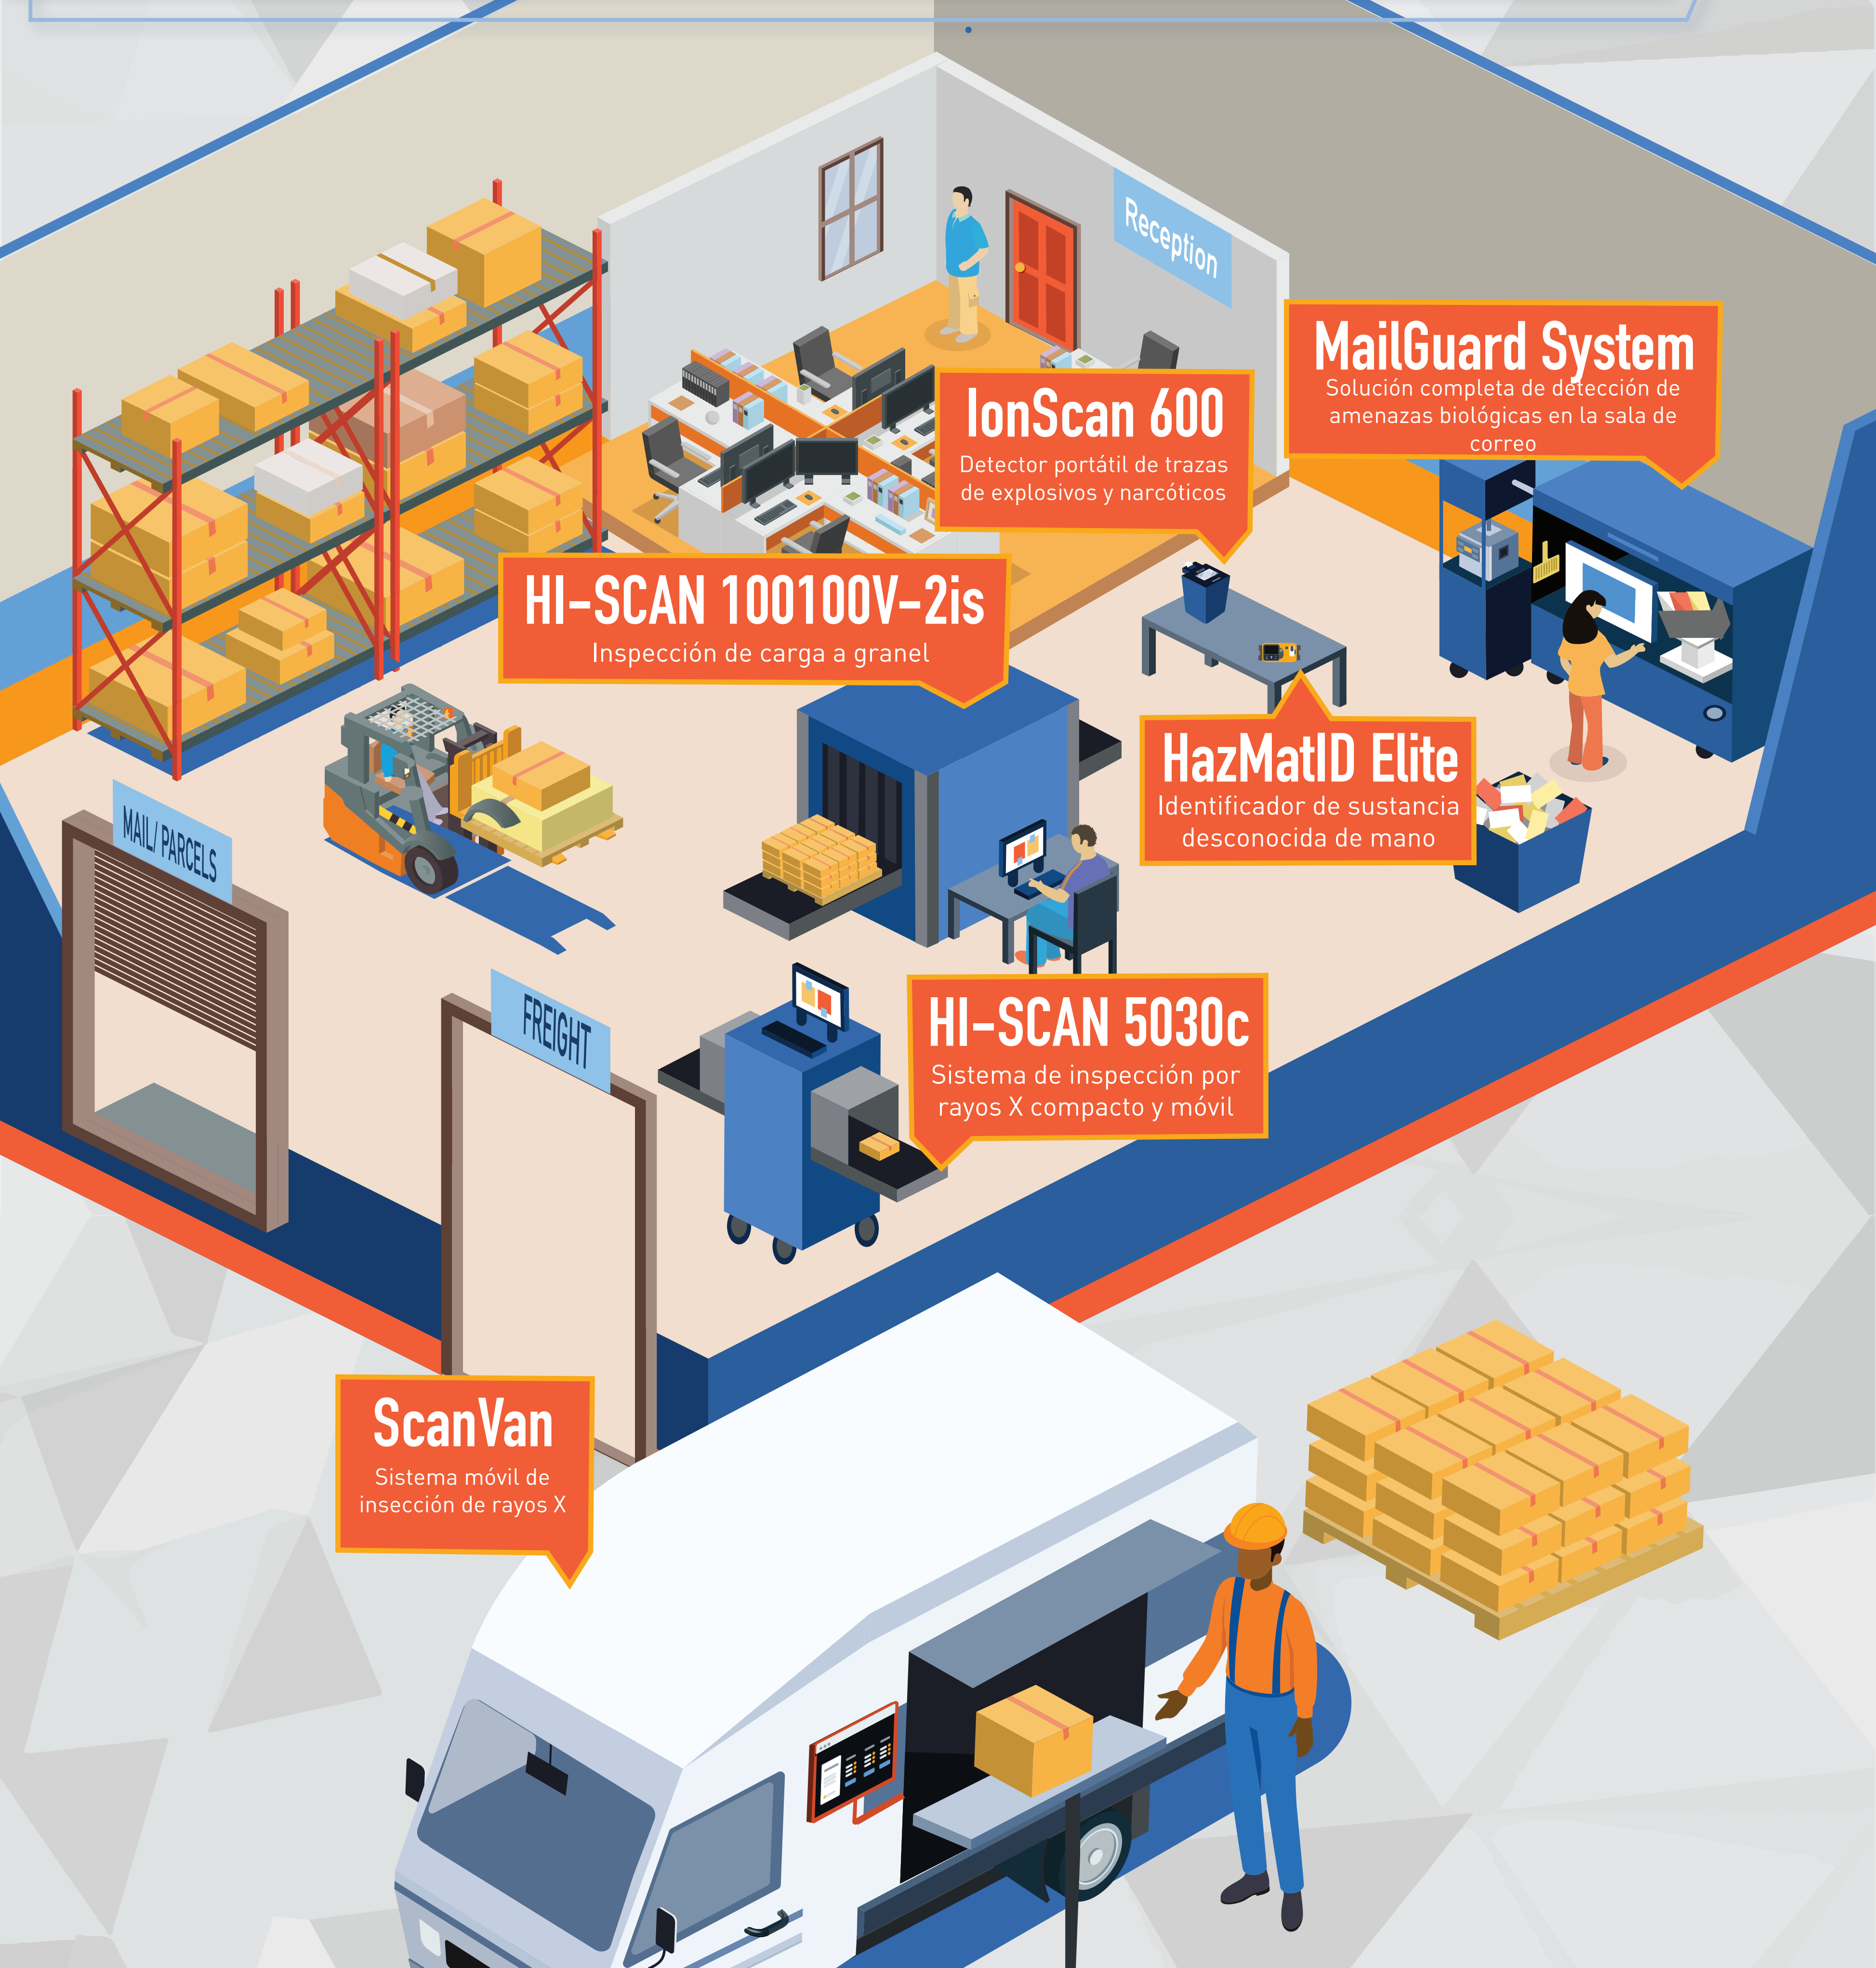 Reception
MailGuard System
Solución completa de detección de
amenazas biológicas en la sala de
correo
IonScan 600
Detector portátil de trazas
de explosivos y narcóticos
HI-SCAN 100100V-2is
Inspección de carga a granel
HazMatID Elite
Identificador de sustancia
desconocida de mano
MAIL/ PARCELS
FREIGHT
HI-SCAN 5030c
Sistema de inspección por
rayos X compacto y móvil
ScanVan
Sistema móvil de
insección de rayos X